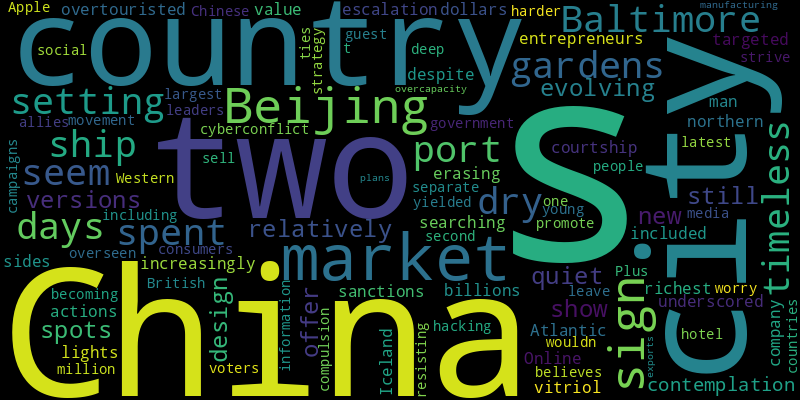 Apple overtouristed Chinese value escalation dollars harder manufacturing
country Baltimore
social ties strategy guest t deep entrepreneurs targeted
despite gardens strive
setting largest leaders Beijing overcapacity evolving man
allies movement cyberconflict government northern
campaigns ship two port S courtship latest city
sell erasing people timeless
seem Western plans separate dry one young still
versions yielded promote new media
days including spent relatively searching second included
sides overseen consumers market
increasingly quiet Plus richest worry
becoming British China sanctions billions leave underscored
actions design information offer show sign
spots compulsion Iceland resisting hacking Atlantic hotel company countries
lights wouldn exports
million voters Online believes
vitriol contemplation